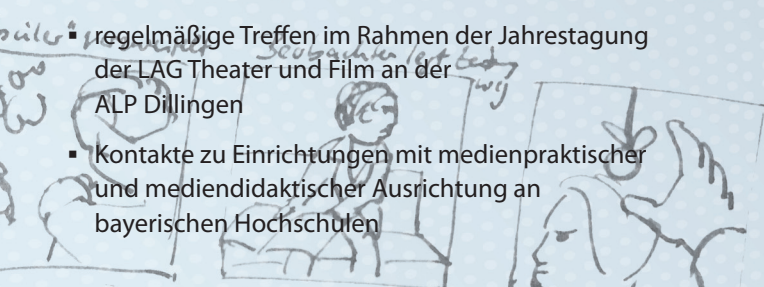 ▪ regelmäßige Treffen im Rahmen der Jahrestagung
der LAG Theater und Film an der
ALP Dillingen
▪ Kontakte zu Einrichtungen mit medienpraktischer
und mediendidaktischer Ausrichtung an
bayerischen Hochschulen